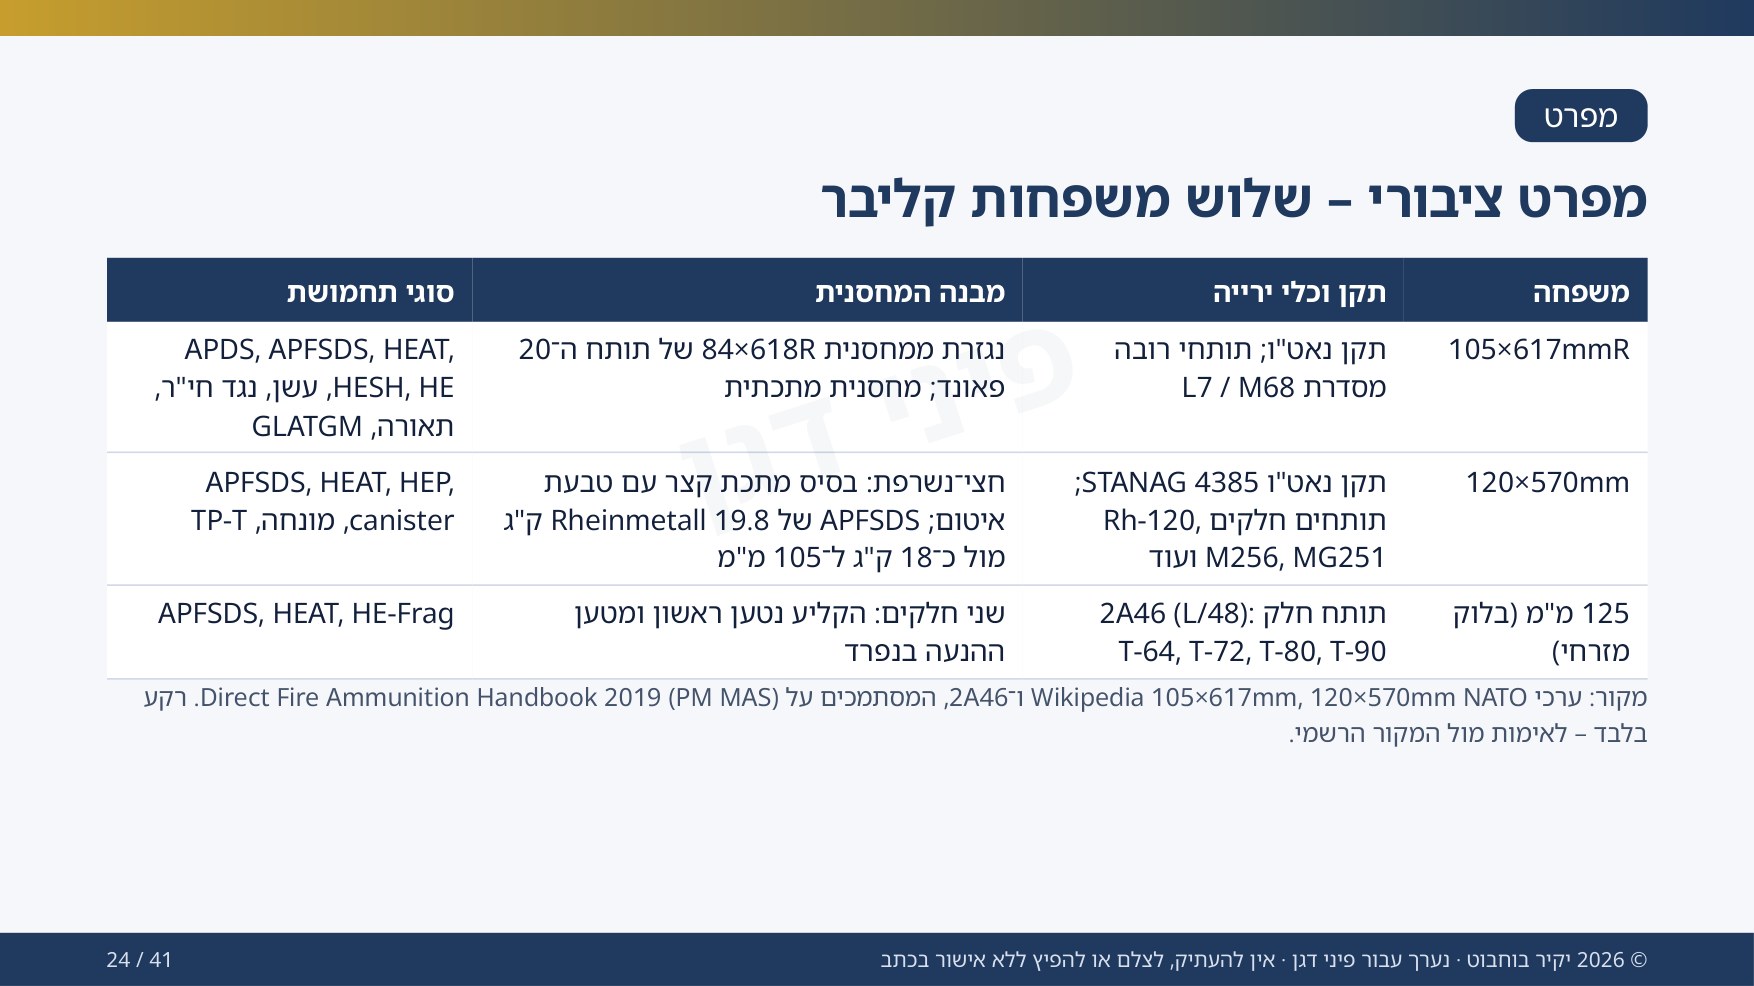 מפרט
מפרט ציבורי – שלוש משפחות קליבר
משפחה
תקן וכלי ירייה
מבנה המחסנית
סוגי תחמושת
105×617mmR
תקן נאט"ו; תותחי רובה
מסדרת L7 / M68
נגזרת ממחסנית 84×618R של תותח ה־20
פאונד; מחסנית מתכתית
APDS, APFSDS, HEAT,
HESH, HE, עשן, נגד חי"ר,
תאורה, GLATGM
120×570mm
תקן נאט"ו STANAG 4385;
תותחים חלקים Rh-120,
M256, MG251 ועוד
חצי־נשרפת: בסיס מתכת קצר עם טבעת
איטום; APFSDS של Rheinmetall 19.8 ק"ג
מול כ־18 ק"ג ל־105 מ"מ
APFSDS, HEAT, HEP,
canister, מונחה, TP-T
125 מ"מ (בלוק
מזרחי)
תותח חלק 2A46 (L/48):
T-64, T-72, T-80, T-90
שני חלקים: הקליע נטען ראשון ומטען
ההנעה בנפרד
APFSDS, HEAT, HE-Frag
מקור: ערכי Wikipedia 105×617mm, 120×570mm NATO ו־2A46, המסתמכים על Direct Fire Ammunition Handbook 2019 (PM MAS). רקע
בלבד – לאימות מול המקור הרשמי.
פיני דגן
© 2026 יקיר בוחבוט · נערך עבור פיני דגן · אין להעתיק, לצלם או להפיץ ללא אישור בכתב
24 / 41